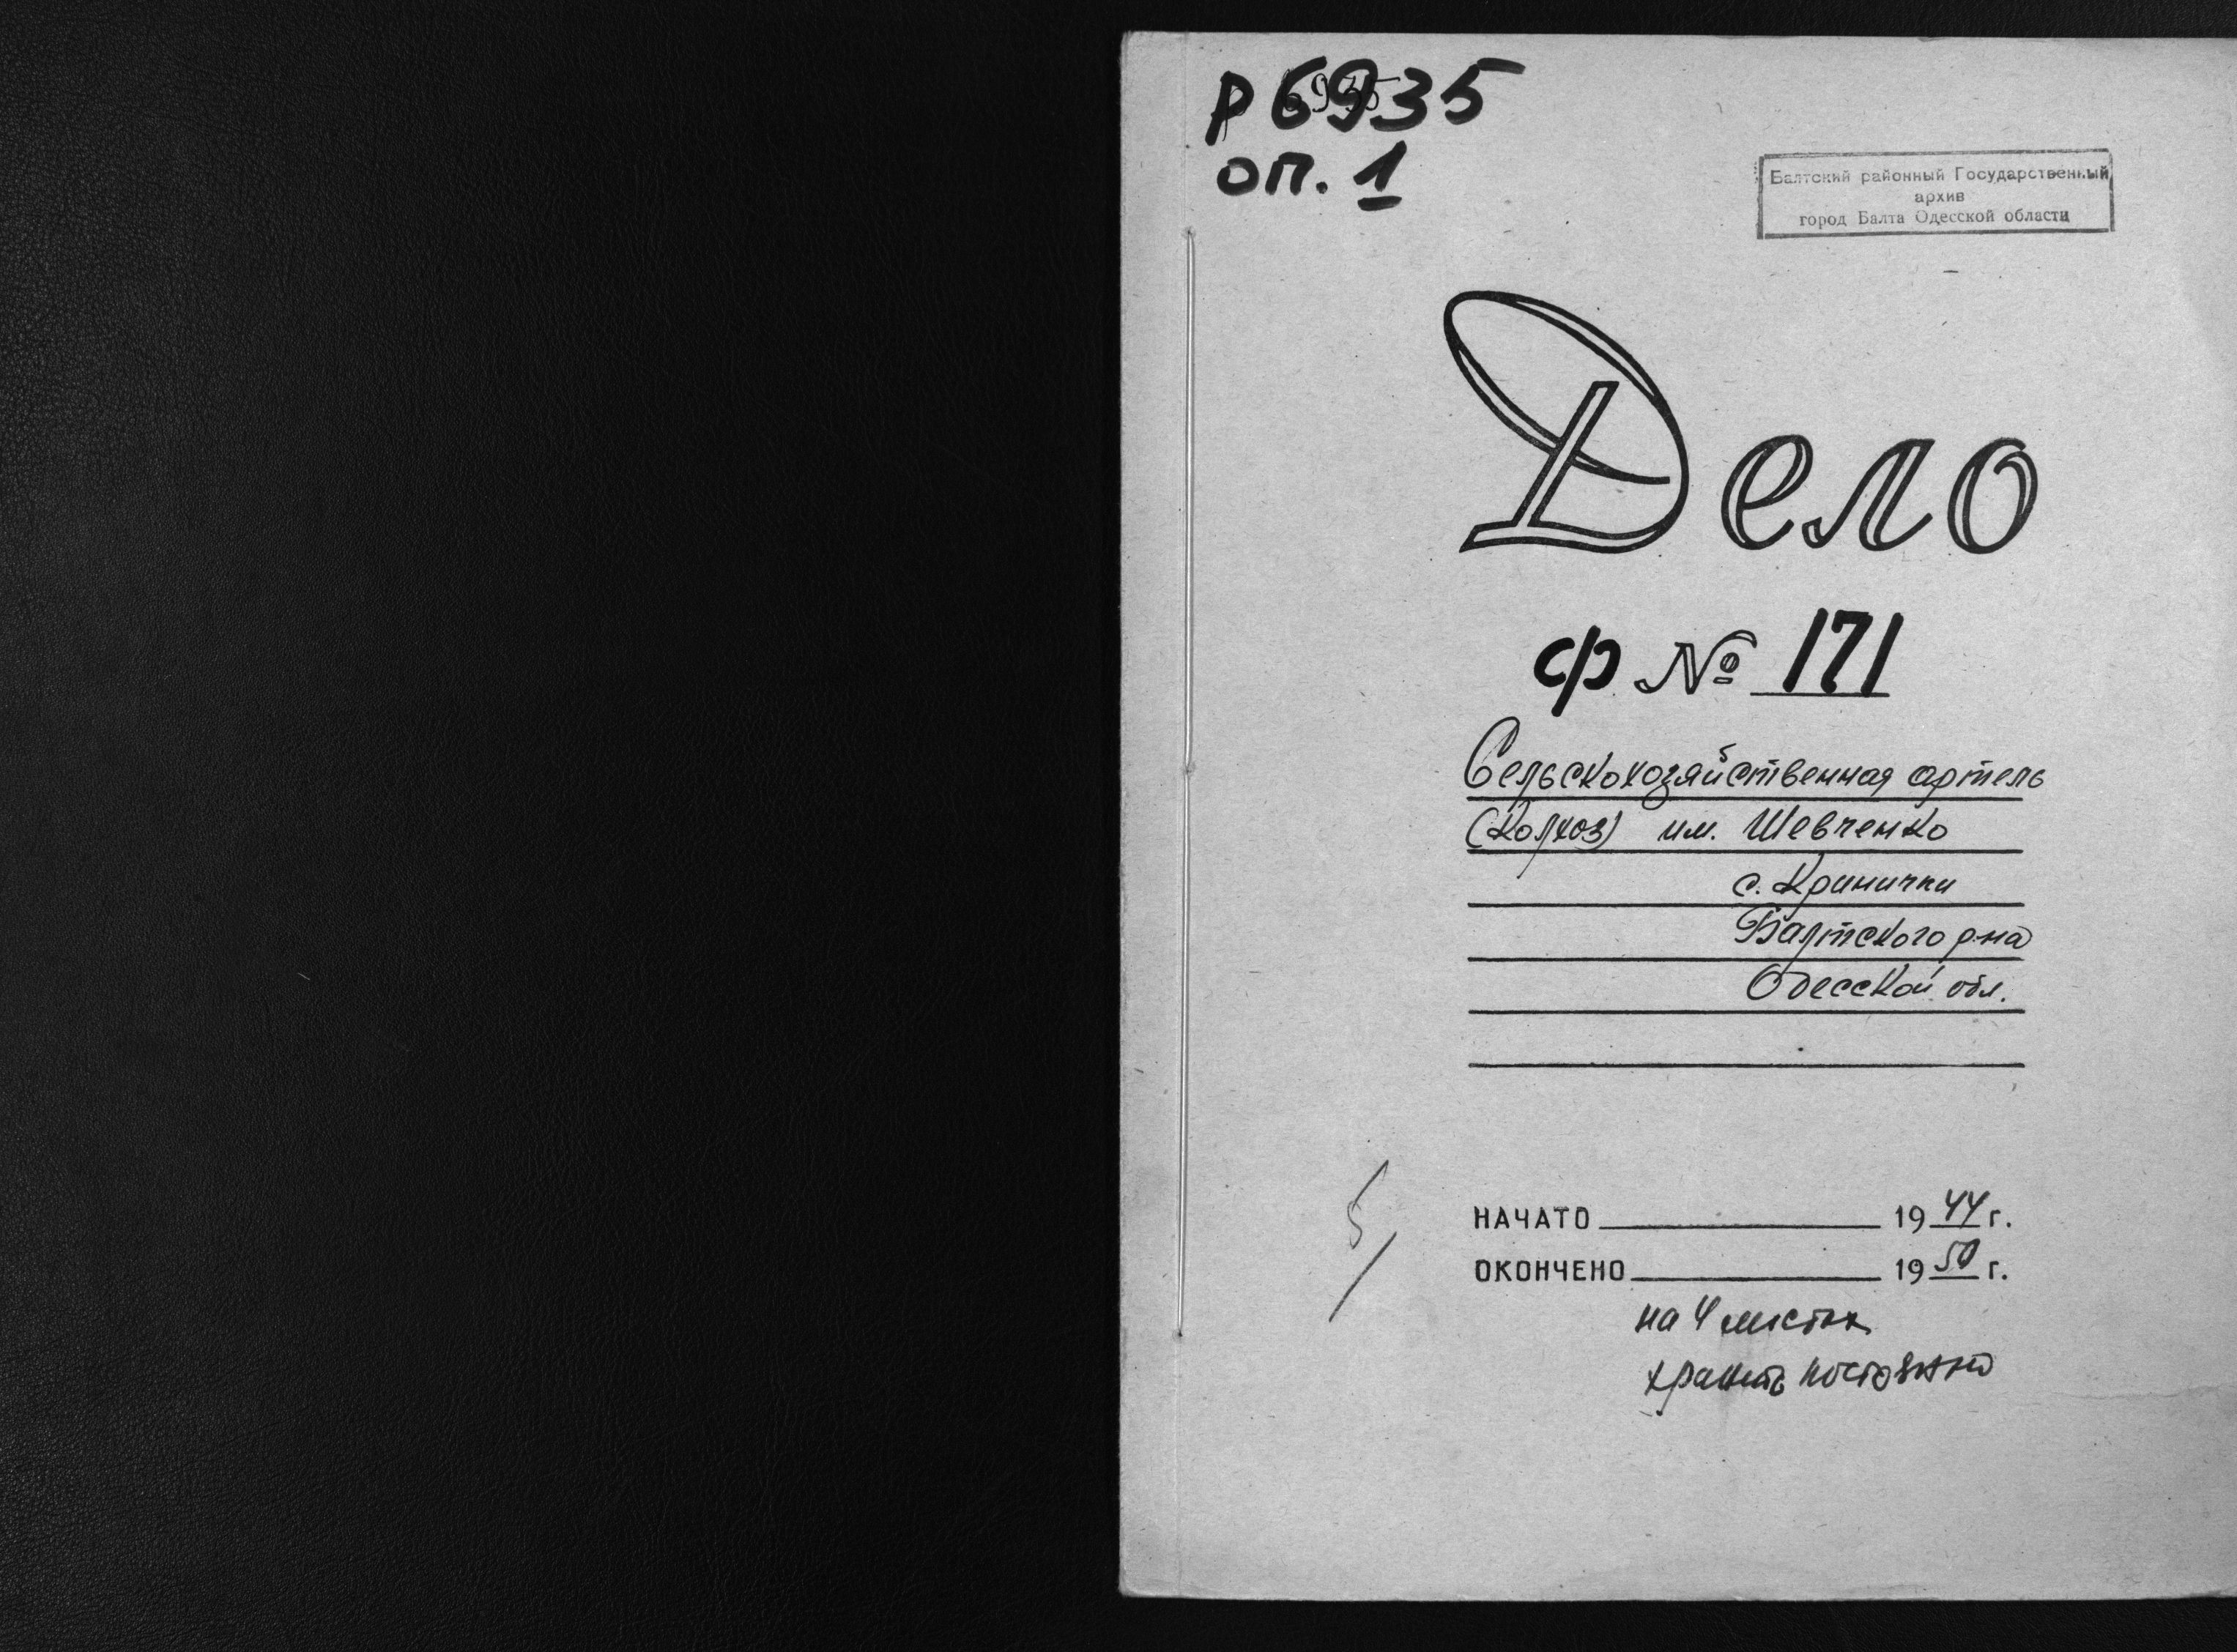 Р 6935
оп. 1
Балтский районный Государственный
архив
город Балта Одесской области
Дело
ф № 171
Сельскохозяйственная артель
(колхоз) им. Шевченко
с. Кринички
Балтского р-на
Одесской обл.
НАЧАТО 1944 г.
ОКОНЧЕНО 1950 г.
на 4 листах
хранить постоянно